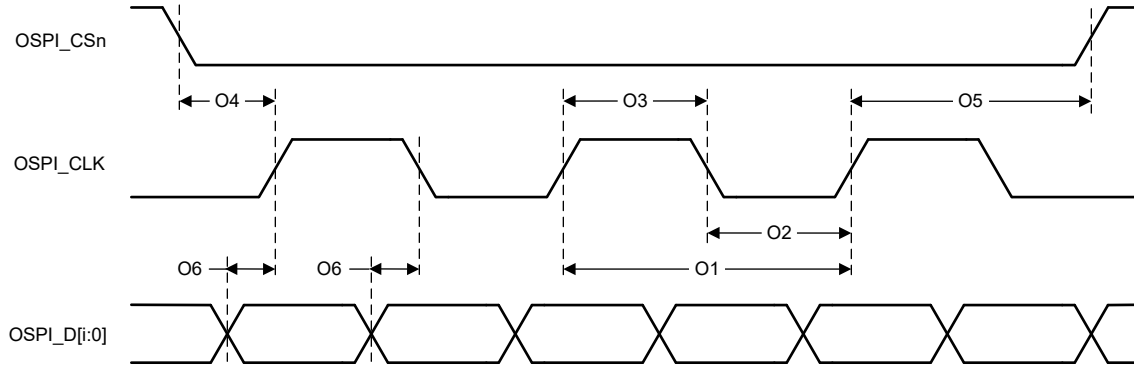 OSPI_CSn
O4
O3
O5
OSPI_CLK
O2
O6
O6
O1
OSPI_D[i:0]